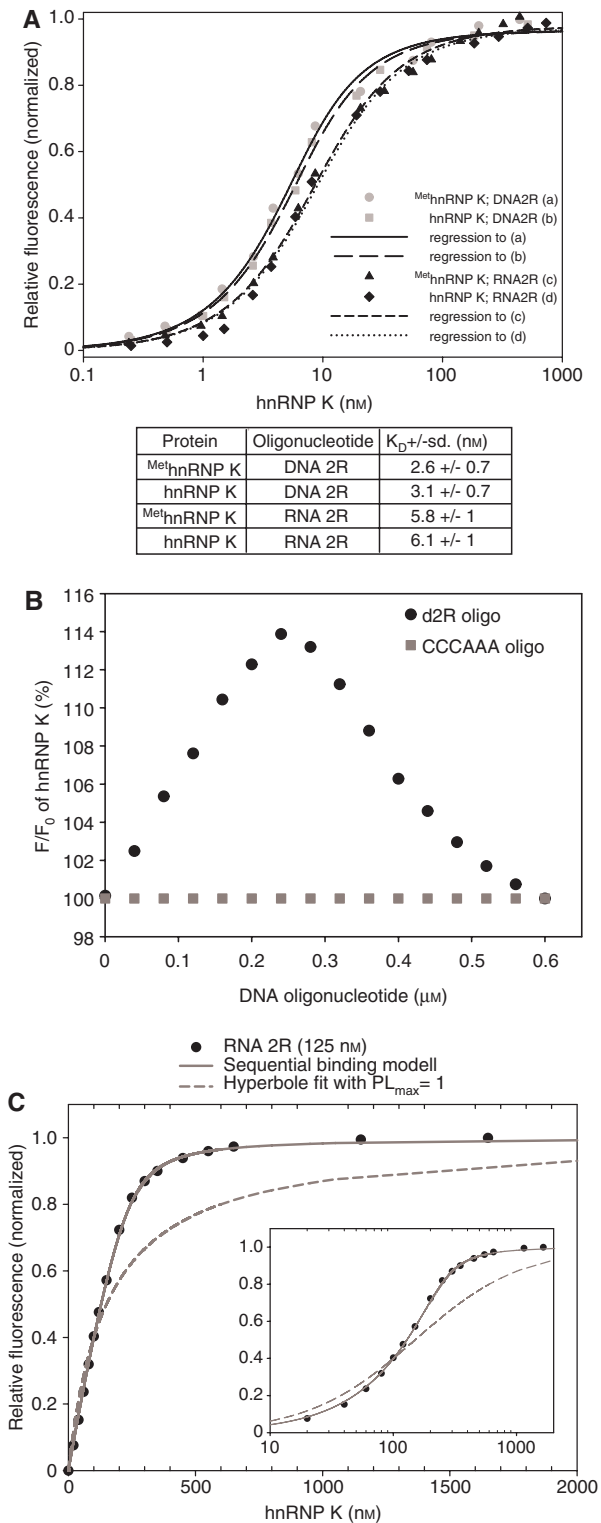 A
Relative fluorescence (normalized)
1.0
0.8
0.6
0.4
0.2
0
0.1
1
10
100
1000
hnRNP K (nM)
MethnRNP K; DNA2R (a)
hnRNP K; DNA2R (b)
regression to (a)
regression to (b)
MethnRNP K; RNA2R (c)
hnRNP K; RNA2R (d)
regression to (c)
regression to (d)
Protein Oligonucleotide KD+/-sd. (nM)
MethnRNP K DNA 2R 2.6 +/- 0.7
hnRNP K DNA 2R 3.1 +/- 0.7
MethnRNP K RNA 2R 5.8 +/- 1
hnRNP K RNA 2R 6.1 +/- 1
B
F/F0 of hnRNP K (%)
116
114
112
110
108
106
104
102
100
98
0
0.1
0.2
0.3
0.4
0.5
0.6
DNA oligonucleotide (μM)
d2R oligo
CCCAAA oligo
RNA 2R (125 nM)
Sequential binding modell
Hyperbole fit with PLmax= 1
C
Relative fluorescence (normalized)
1.0
0.8
0.6
0.4
0.2
0
0
500
1000
1500
2000
hnRNP K (nM)
1.0
0.8
0.6
0.4
0.2
0
10
100
1000